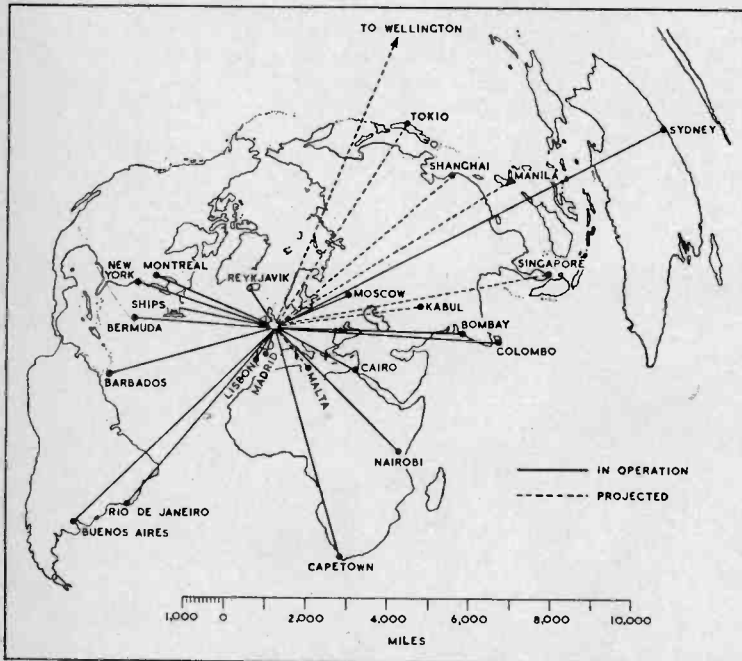 TO WELLINGTON
TOKIO
SYDNEY
SHANGHAI
MANILA
NEW YORK
MONTREAL
REYKJAVIK
SINGAPORE
MOSCOW
SHIPS
KABUL
BERMUDA
BOMBAY
COLOMBO
LISBON
MADRID
MALTA
CAIRO
BARBADOS
NAIROBI
IN OPERATION
PROJECTED
RIO DE JANEIRO
BUENOS AIRES
CAPETOWN
1,000 0 2,000 4,000 6,000 8,000 10,000
MILES